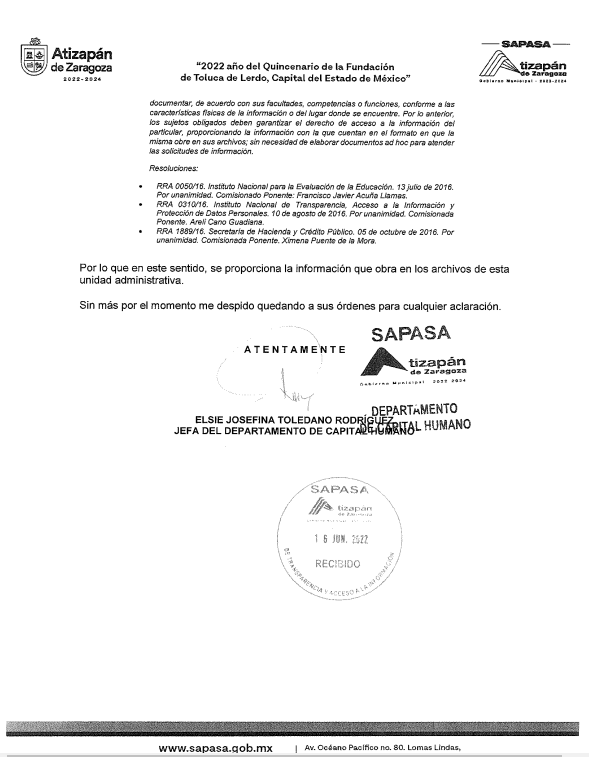 Atizapán
de Zaragoza
2022-2024
"2022 año del Quincenario de la Fundación
de Toluca de Lerdo, Capital del Estado de México"
SAPASA
tizapán
de Zaragoza
Gobierno Municipal - 2022-2024
documentar, de acuerdo con sus facultades, competencias o funciones, conforme a las
características físicas de la información o del lugar donde se encuentre. Por lo anterior,
los sujetos obligados deben garantizar el derecho de acceso a la información del
particular, proporcionando la información con la que cuentan en el formato en que la
misma obre en sus archivos; sin necesidad de elaborar documentos ad hoc para atender
las solicitudes de información.
Resoluciones:
• RRA 0050/16. Instituto Nacional para la Evaluación de la Educación. 13 julio de 2016.
Por unanimidad. Comisionado Ponente: Francisco Javier Acuña Llamas.
• RRA 0310/16. Instituto Nacional de Transparencia, Acceso a la Información y
Protección de Datos Personales. 10 de agosto de 2016. Por unanimidad. Comisionada
Ponente. Areli Cano Guadiana.
• RRA 1889/16. Secretaría de Hacienda y Crédito Público. 05 de octubre de 2016. Por
unanimidad. Comisionada Ponente. Ximena Puente de la Mora.
Por lo que en este sentido, se proporciona la información que obra en los archivos de esta
unidad administrativa.
Sin más por el momento me despido quedando a sus órdenes para cualquier aclaración.
ATENTAMENTE
SAPASA
tizapán
de Zaragoza
Gobierno Municipal 2022-2024
ELSIE JOSEFINA TOLEDANO RODRÍGUEZ
JEFA DEL DEPARTAMENTO DE CAPITAL HUMANO
DEPARTAMENTO
DE CAPITAL HUMANO
SAPASA
tizapán
de Zaragoza
16 JUN. 2022
RECIBIDO
DE TRANSPARENCIA Y ACCESO A LA INFORMACIÓN
www.sapasa.gob.mx | Av. Océano Pacífico no. 80. Lomas Lindas,